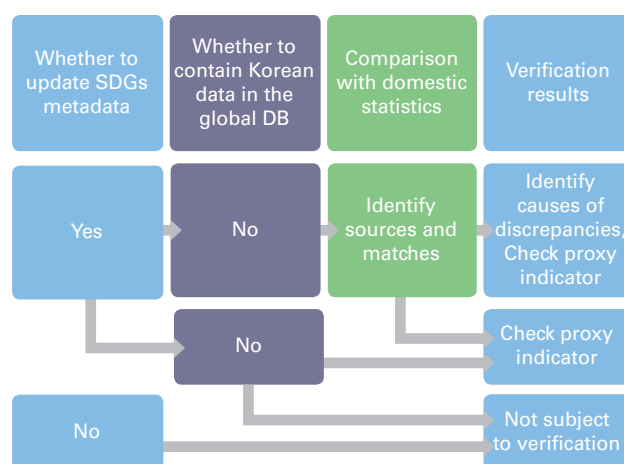 Whether to
update SDGs
metadata
Whether to
contain Korean
data in the
global DB
Comparison
with domestic
statistics
Verification
results
Yes
No
Identify
sources and
matches
Identify
causes of
discrepancies,
Check proxy
indicator
No
Check proxy
indicator
No
Not subject
to verification